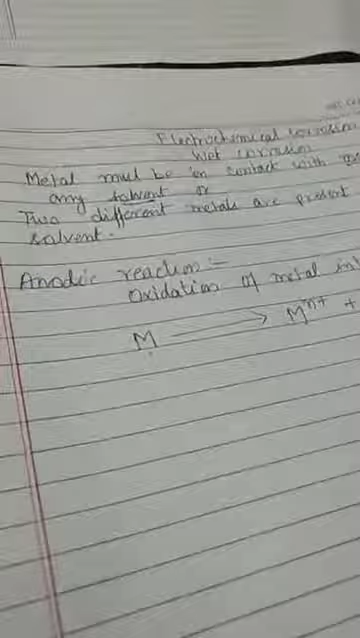 Electrochemical corrosion
Wet corrosion
Metal must be in contact with
any solvent or
Two different metals are present
solvent.
Anodic reaction :-
Oxidation of metal in
M → Mn+ +